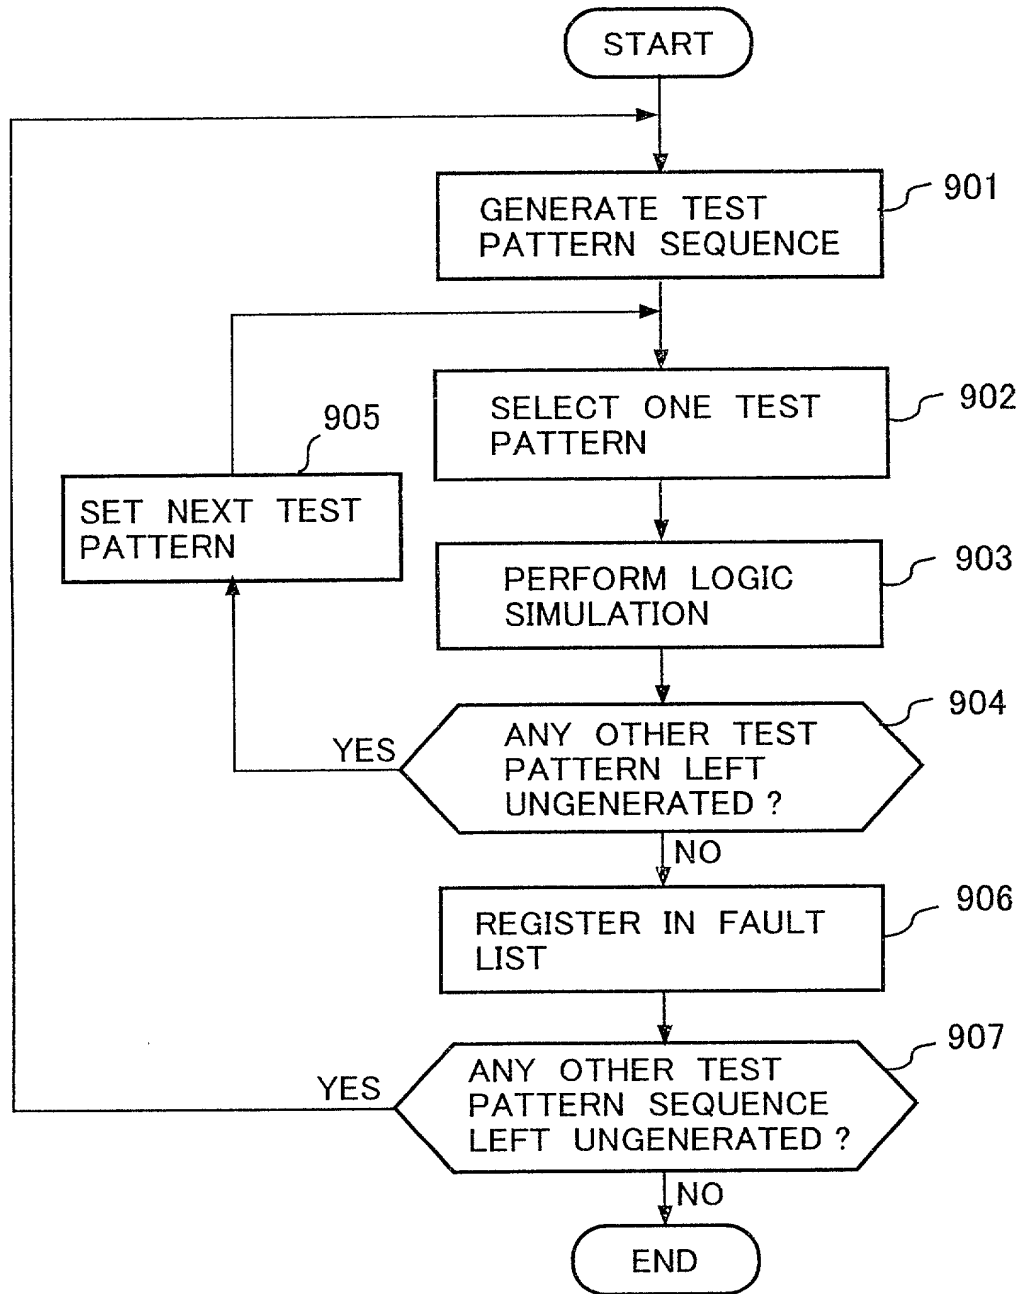 START
901
GENERATE TEST
PATTERN SEQUENCE
902
SELECT ONE TEST
PATTERN
905
SET NEXT TEST
PATTERN
903
PERFORM LOGIC
SIMULATION
904
YES
ANY OTHER TEST
PATTERN LEFT
UNGENERATED ?
NO
906
REGISTER IN FAULT
LIST
907
YES
ANY OTHER TEST
PATTERN SEQUENCE
LEFT UNGENERATED ?
NO
END